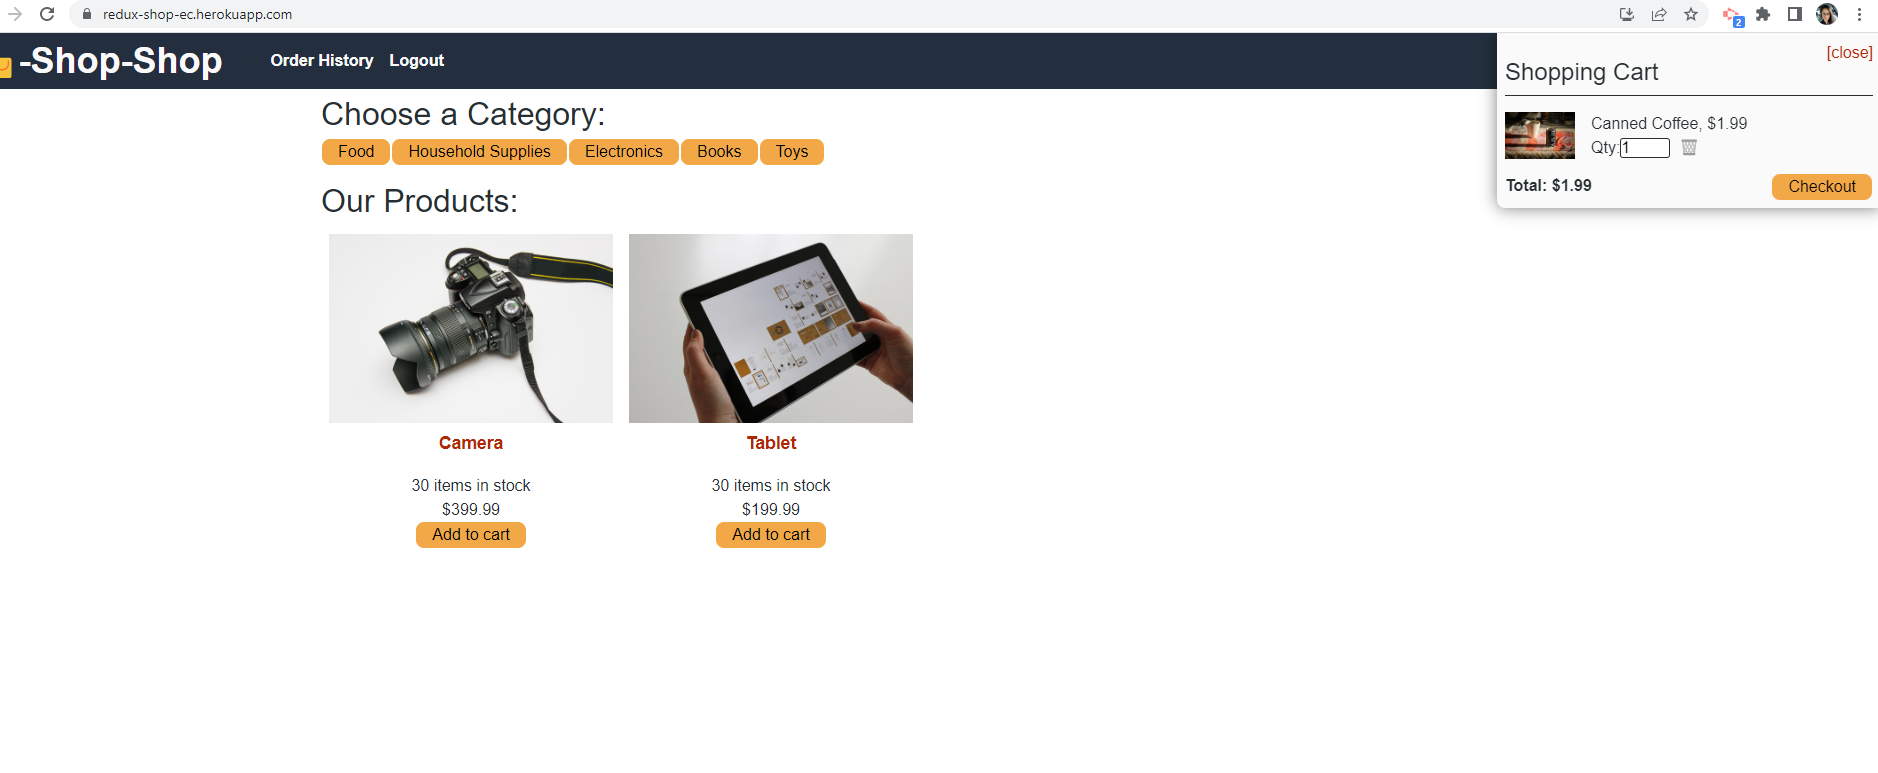 redux-shop-ec.herokuapp.com
2
-Shop-Shop
Order History
Logout
[close]
Shopping Cart
Canned Coffee, $1.99
Qty:1
Total: $1.99
Checkout
Choose a Category:
Food
Household Supplies
Electronics
Books
Toys
Our Products:
Camera
30 items in stock
$399.99
Add to cart
Tablet
30 items in stock
$199.99
Add to cart